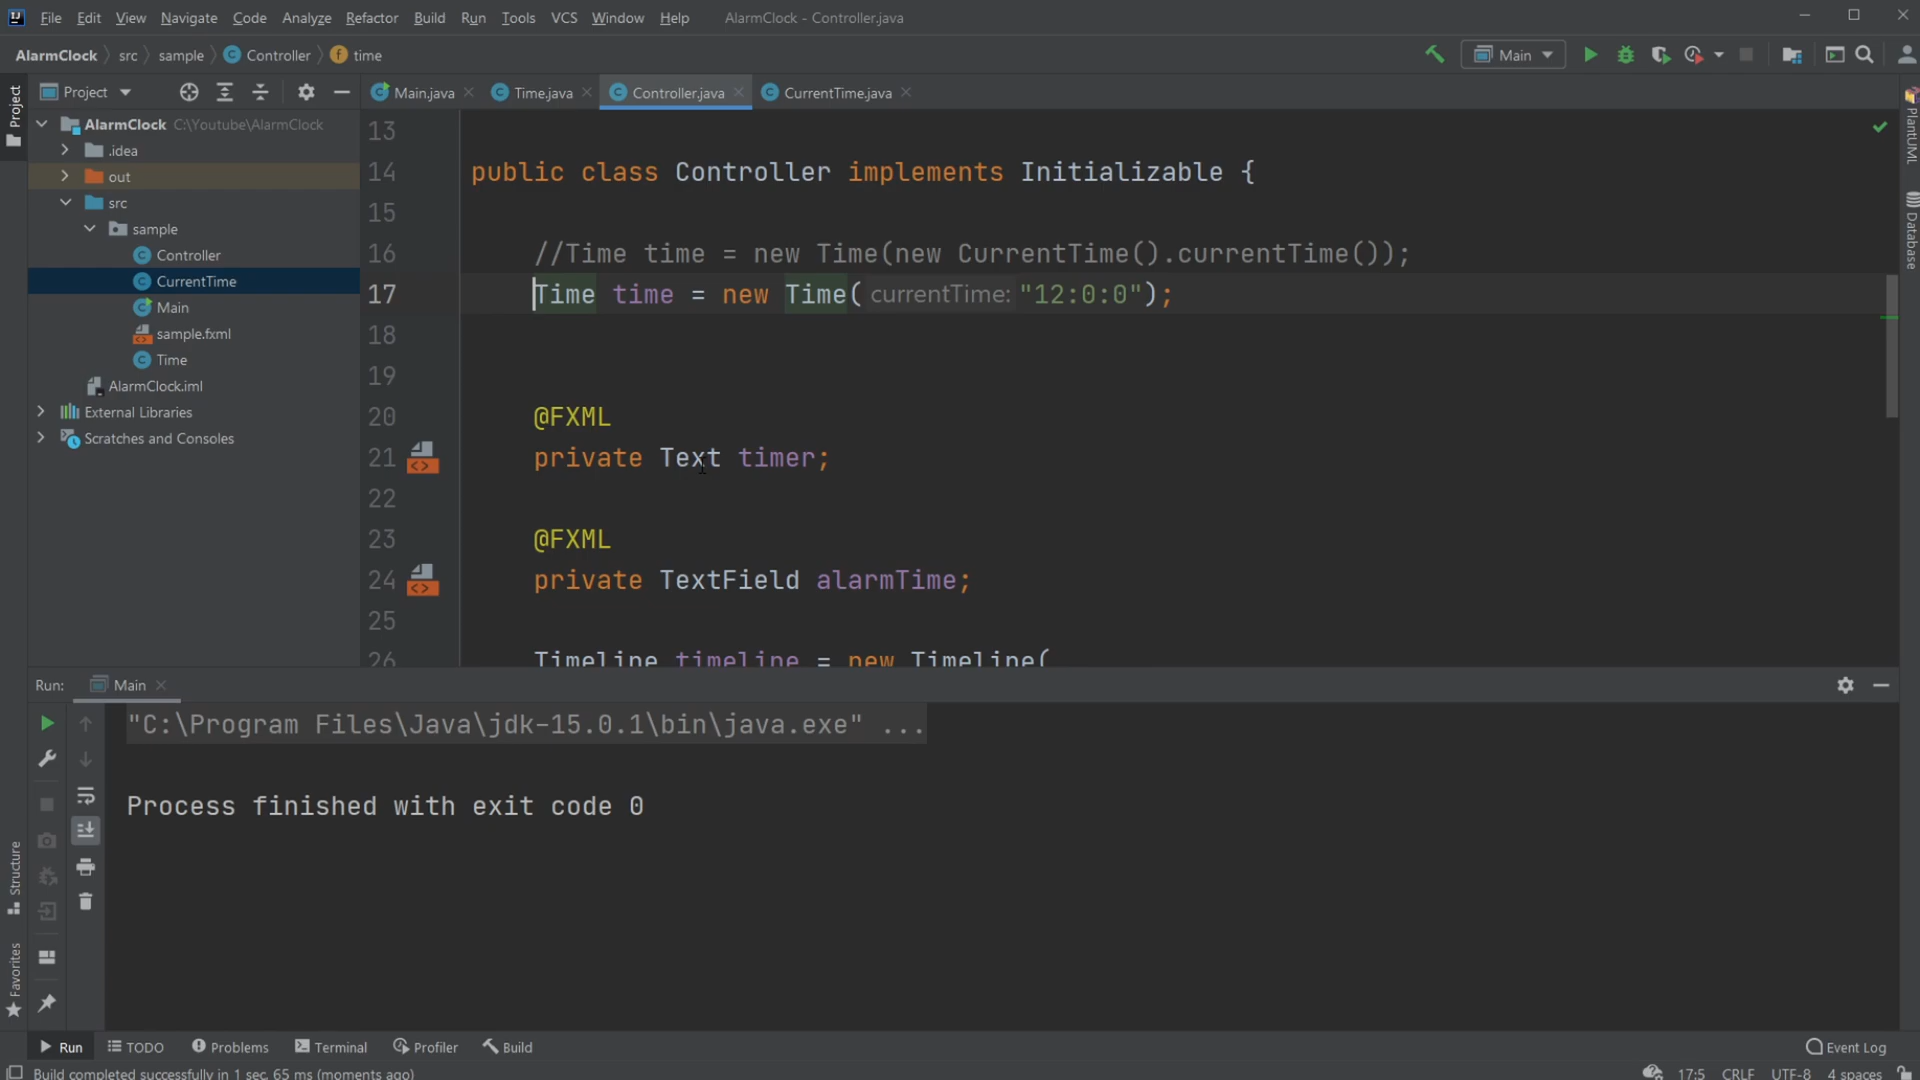 File Edit View Navigate Code Analyze Refactor Build Run Tools VCS Window Help AlarmClock - Controller.java
AlarmClock src sample Controller time Main
Project Main.java Time.java Controller.java CurrentTime.java
Project
AlarmClock C:\Youtube\AlarmClock
.idea
out
src
sample
Controller
CurrentTime
Main
sample.fxml
Time
AlarmClock.iml
External Libraries
Scratches and Consoles
13
14 public class Controller implements Initializable {
15
16 //Time time = new Time(new CurrentTime().currentTime());
17 Time time = new Time( currentTime: "12:0:0");
18
19
20 @FXML
21 private Text timer;
22
23 @FXML
24 private TextField alarmTime;
25
26 Timeline timeline = new Timeline(
PlantUML
Database
Run: Main
"C:\Program Files\Java\jdk-15.0.1\bin\java.exe" ...
Process finished with exit code 0
Structure
Favorites
Run TODO Problems Terminal Profiler Build Event Log
Build completed successfully in 1 sec, 65 ms (moments ago) 17:5 CRLF UTF-8 4 spaces